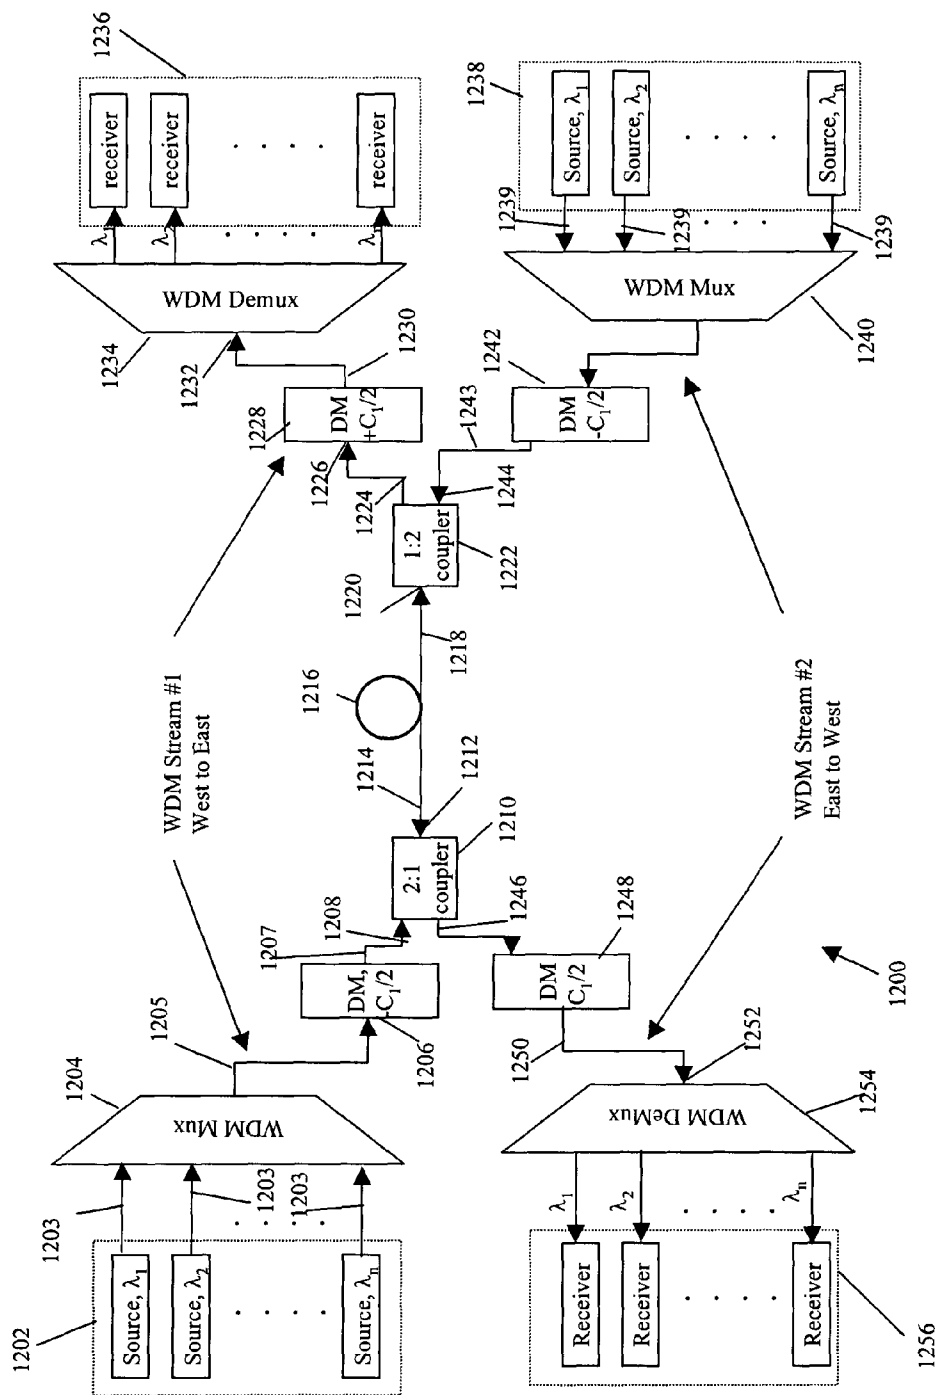 1202
Source, λ₁
Source, λ₂
. . . .
Source, λₙ
1203
1203
1203
. . . .
WDM Mux
1204
1205
DM,
-C₁/2
1206
1207
1208
2:1
coupler
1210
1212
1214
1216
1218
1220
1:2
coupler
1222
1224
1226
DM
+C₁/2
1228
1230
1232
WDM Demux
1234
λ₁
λ₂
. . . . .
λₙ
receiver
receiver
. . . .
receiver
1236
WDM Stream #1
West to East
WDM Stream #2
East to West
1238
Source, λ₁
Source, λ₂
. . . .
Source, λₙ
1239
1239
. . .
1239
WDM Mux
1240
1242
DM
-C₁/2
1243
1244
1246
1248
DM
C₁/2
1250
1252
WDM DeMux
1254
λ₁
λ₂
. . . .
λₙ
Receiver
Receiver
. . . .
Receiver
1256
1200